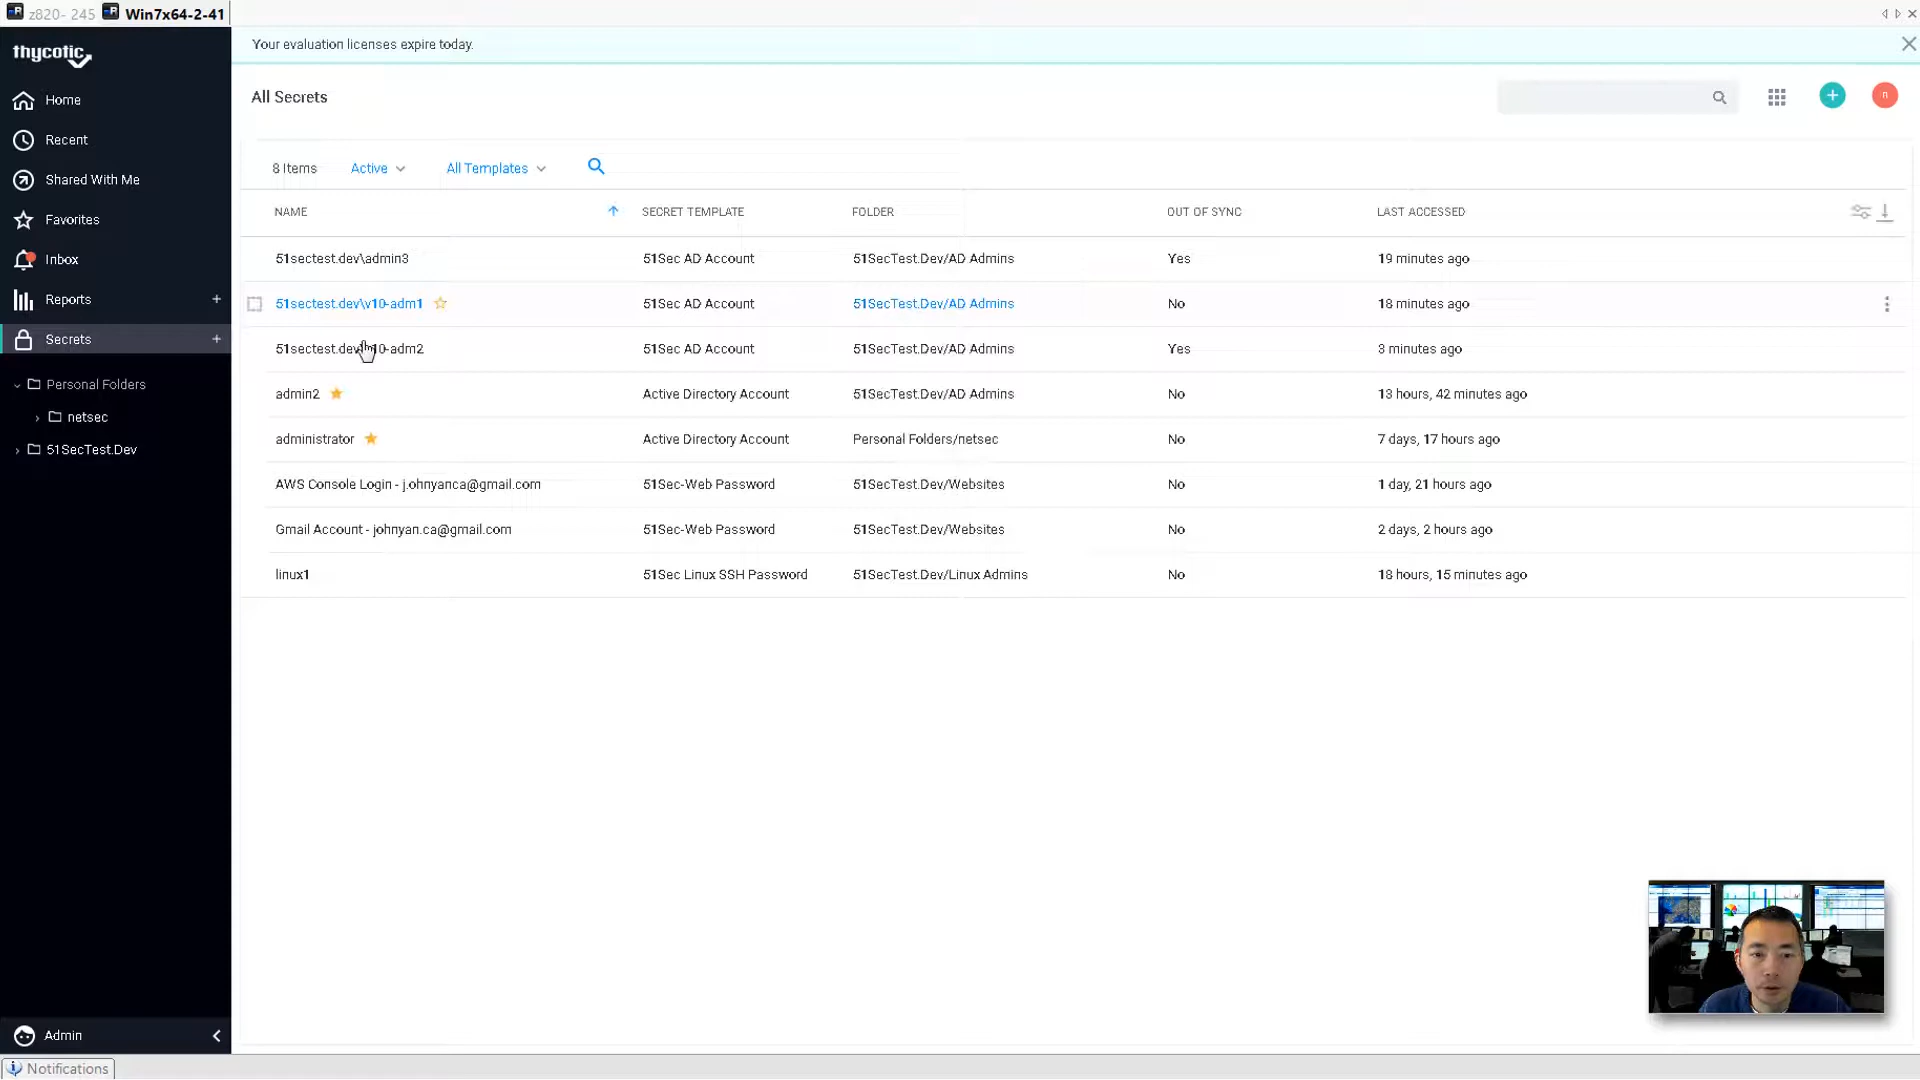 z820- 245 Win7x64-2-41
thycotic
Your evaluation licenses expire today.
Home
Recent
Shared With Me
Favorites
Inbox
Reports +
Secrets +
Personal Folders
netsec
51SecTest.Dev
All Secrets
n
8 Items Active All Templates
NAME SECRET TEMPLATE FOLDER OUT OF SYNC LAST ACCESSED
51sectest.dev\admin3 51Sec AD Account 51SecTest.Dev/AD Admins Yes 19 minutes ago
51sectest.dev\v10-adm1 51Sec AD Account 51SecTest.Dev/AD Admins No 18 minutes ago
51sectest.dev\v10-adm2 51Sec AD Account 51SecTest.Dev/AD Admins Yes 3 minutes ago
admin2 Active Directory Account 51SecTest.Dev/AD Admins No 13 hours, 42 minutes ago
administrator Active Directory Account Personal Folders/netsec No 7 days, 17 hours ago
AWS Console Login - j.ohnyanca@gmail.com 51Sec-Web Password 51SecTest.Dev/Websites No 1 day, 21 hours ago
Gmail Account - johnyan.ca@gmail.com 51Sec-Web Password 51SecTest.Dev/Websites No 2 days, 2 hours ago
linux1 51Sec Linux SSH Password 51SecTest.Dev/Linux Admins No 18 hours, 15 minutes ago
Admin
Notifications